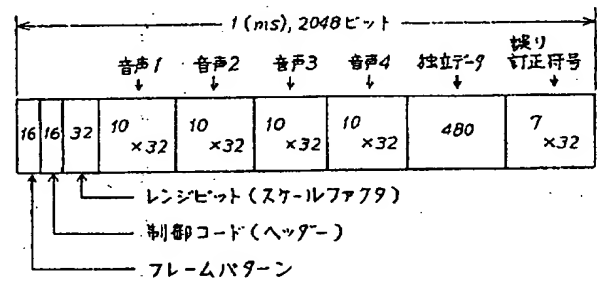 1 (ms), 2048ビット
音声1 音声2 音声3 音声4 独立データ 誤り訂正符号
16 16 32 10×32 10×32 10×32 10×32 480 7×32
レンジビット(スケールファクタ)
制御コード(ヘッダー)
フレームパターン